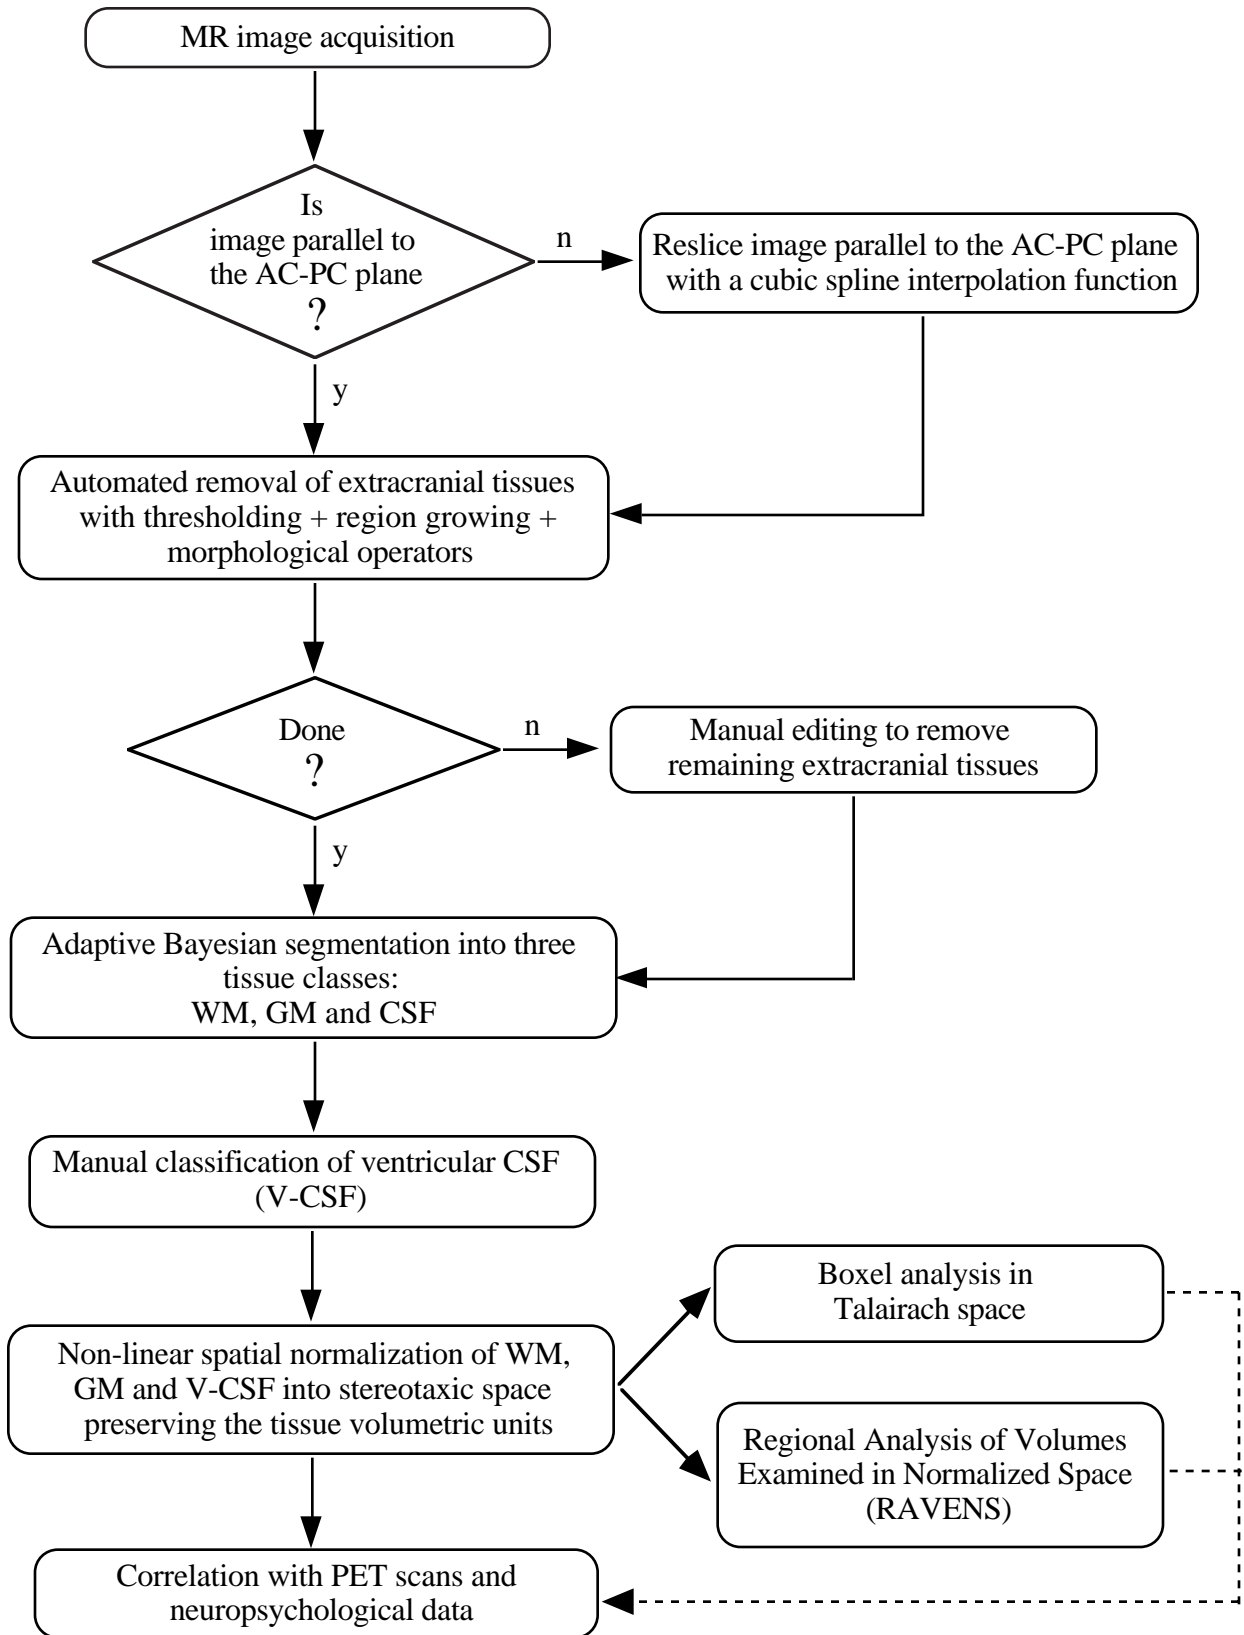 MR image acquisition
Is
image parallel to
the AC-PC plane
?
n
Reslice image parallel to the AC-PC plane
with a cubic spline interpolation function
y
Automated removal of extracranial tissues
with thresholding + region growing +
morphological operators
Done
?
n
Manual editing to remove
remaining extracranial tissues
y
Adaptive Bayesian segmentation into three
tissue classes:
WM, GM and CSF
Manual classification of ventricular CSF
(V-CSF)
Non-linear spatial normalization of WM,
GM and V-CSF into stereotaxic space
preserving the tissue volumetric units
Boxel analysis in
Talairach space
Regional Analysis of Volumes
Examined in Normalized Space
(RAVENS)
Correlation with PET scans and
neuropsychological data